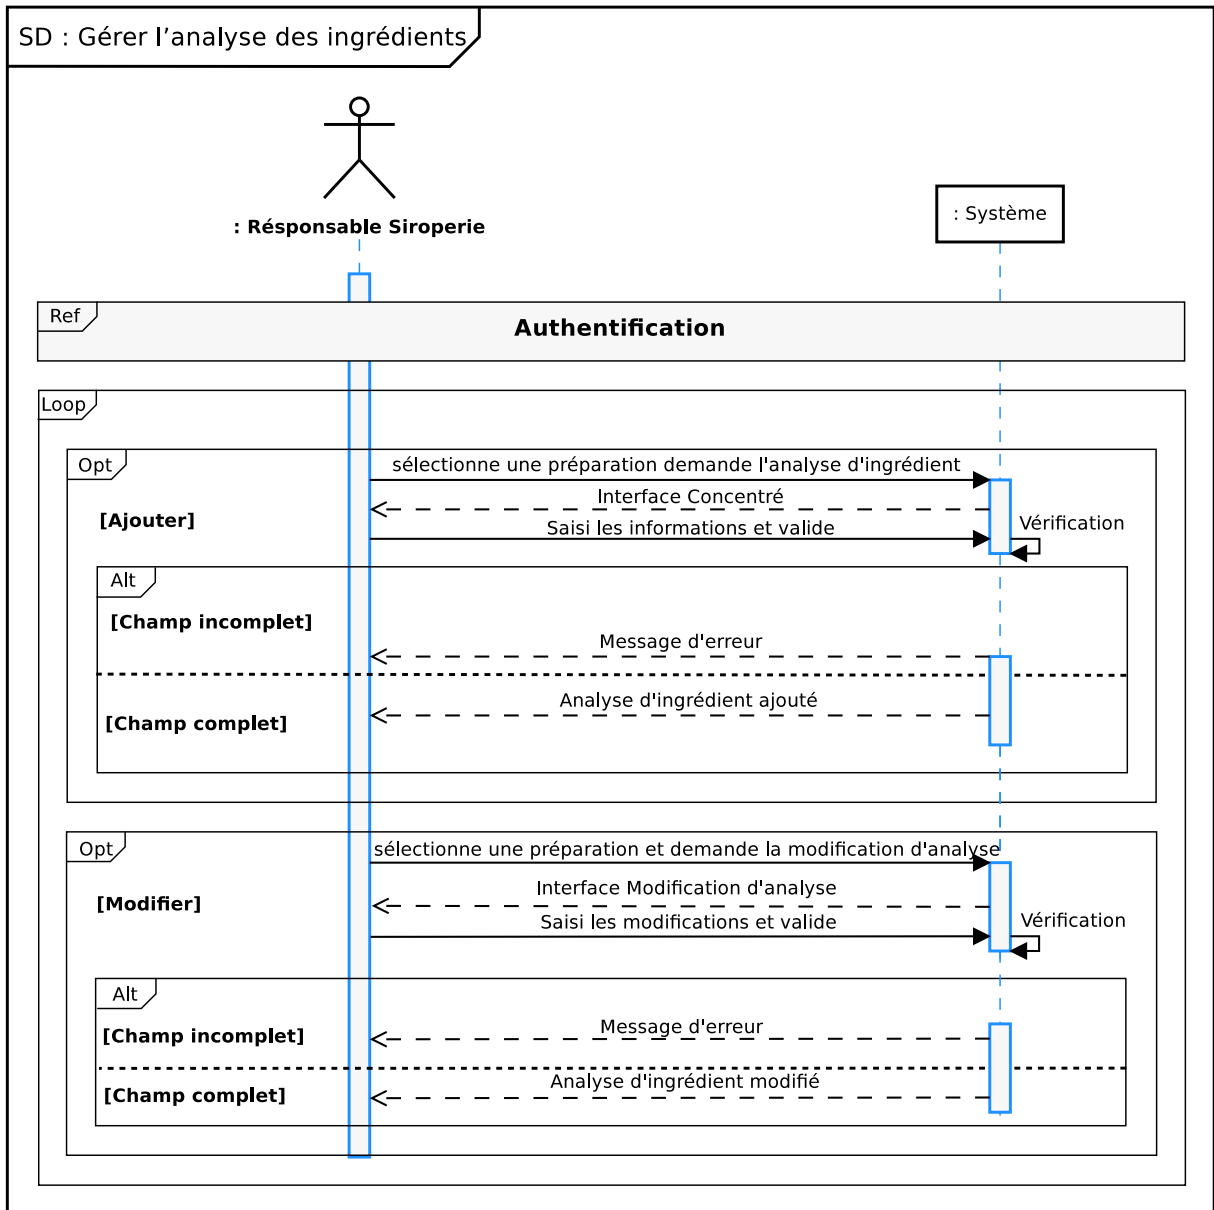 SD : Gérer l'analyse des ingrédients
: Résponsable Siroperie
: Système
Ref
Authentification
Loop
Opt
sélectionne une préparation demande l'analyse d'ingrédient
Interface Concentré
[Ajouter]
Saisi les informations et valide
Vérification
Alt
[Champ incomplet]
Message d'erreur
Analyse d'ingrédient ajouté
[Champ complet]
Opt
sélectionne une préparation et demande la modification d'analyse
Interface Modification d'analyse
[Modifier]
Saisi les modifications et valide
Vérification
Alt
[Champ incomplet]
Message d'erreur
Analyse d'ingrédient modifié
[Champ complet]